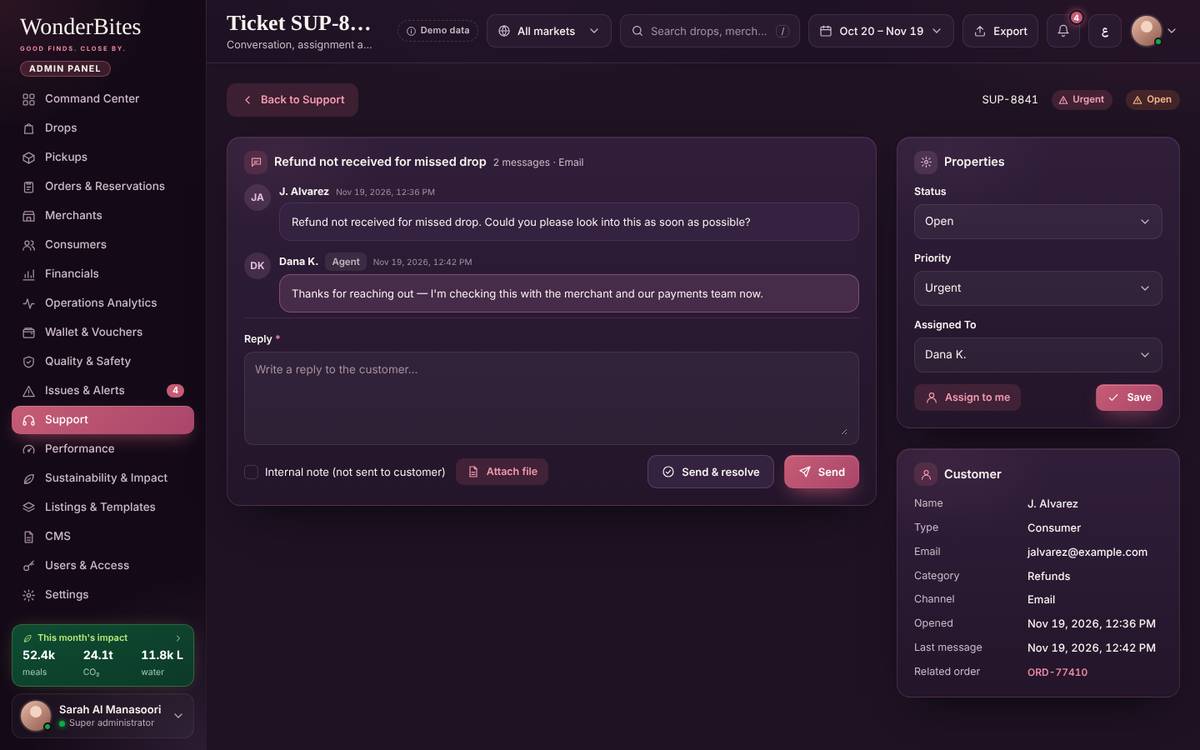 WonderBites
GOOD FINDS. CLOSE BY.
ADMIN PANEL
Command Center
Drops
Pickups
Orders & Reservations
Merchants
Consumers
Financials
Operations Analytics
Wallet & Vouchers
Quality & Safety
Issues & Alerts 4
Support
Performance
Sustainability & Impact
Listings & Templates
CMS
Users & Access
Settings
This month's impact
52.4k 24.1t 11.8k L
meals CO₂ water
Sarah Al Manasoori
Super administrator
Ticket SUP-8…
Conversation, assignment a…
Demo data
All markets
Search drops, merch… /
Oct 20 – Nov 19
Export
4
ع
Back to Support
SUP-8841 Urgent Open
Refund not received for missed drop 2 messages · Email
JA J. Alvarez Nov 19, 2026, 12:36 PM
Refund not received for missed drop. Could you please look into this as soon as possible?
DK Dana K. Agent Nov 19, 2026, 12:42 PM
Thanks for reaching out — I'm checking this with the merchant and our payments team now.
Reply *
Write a reply to the customer…
Internal note (not sent to customer) Attach file Send & resolve Send
Properties
Status
Open
Priority
Urgent
Assigned To
Dana K.
Assign to me Save
Customer
Name J. Alvarez
Type Consumer
Email jalvarez@example.com
Category Refunds
Channel Email
Opened Nov 19, 2026, 12:36 PM
Last message Nov 19, 2026, 12:42 PM
Related order ORD-77410